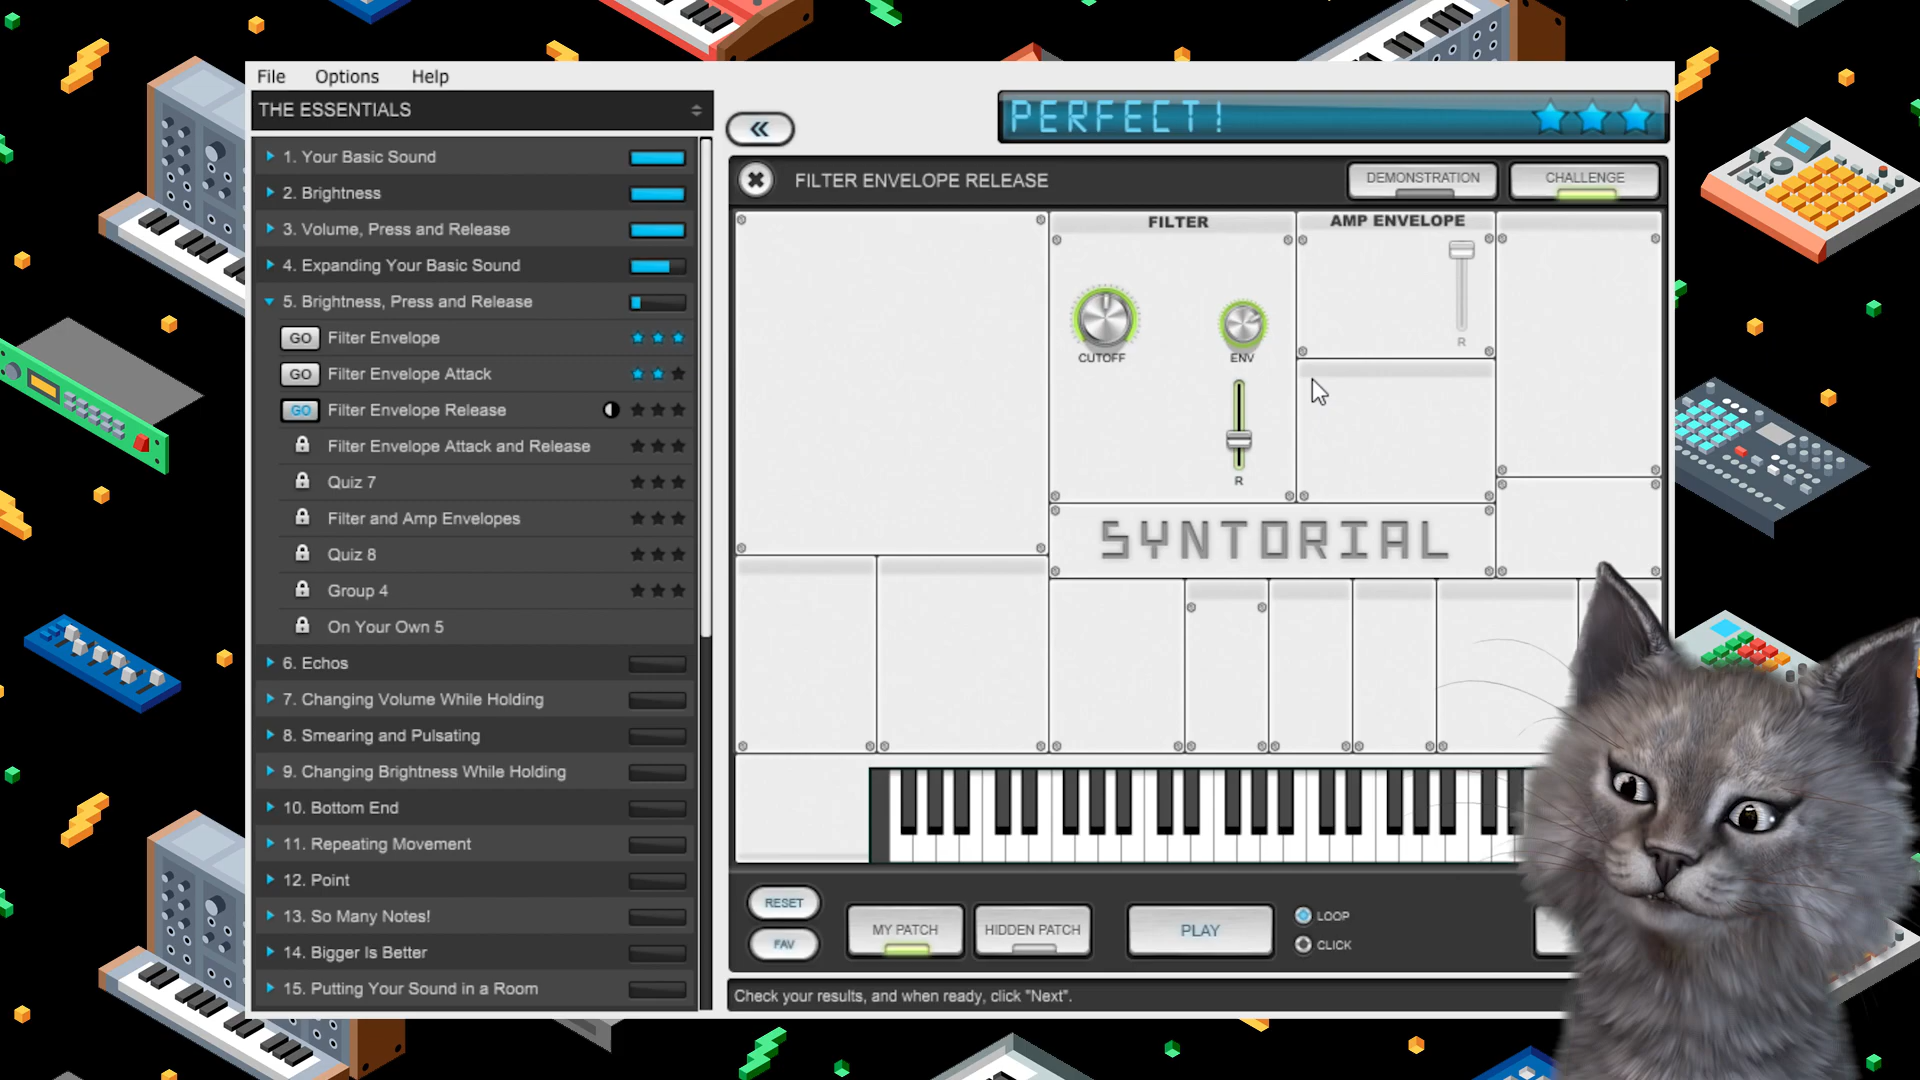 File Options Help
THE ESSENTIALS
PERFECT!
FILTER ENVELOPE RELEASE
DEMONSTRATION
CHALLENGE
1. Your Basic Sound
2. Brightness
3. Volume, Press and Release
4. Expanding Your Basic Sound
5. Brightness, Press and Release
GO Filter Envelope
GO Filter Envelope Attack
GO Filter Envelope Release
Filter Envelope Attack and Release
Quiz 7
Filter and Amp Envelopes
Quiz 8
Group 4
On Your Own 5
6. Echos
7. Changing Volume While Holding
8. Smearing and Pulsating
9. Changing Brightness While Holding
10. Bottom End
11. Repeating Movement
12. Point
13. So Many Notes!
14. Bigger Is Better
15. Putting Your Sound in a Room
FILTER
CUTOFF
ENV
R
AMP ENVELOPE
R
SYNTORIAL
RESET
FAV
MY PATCH
HIDDEN PATCH
PLAY
LOOP
CLICK
Check your results, and when ready, click "Next".